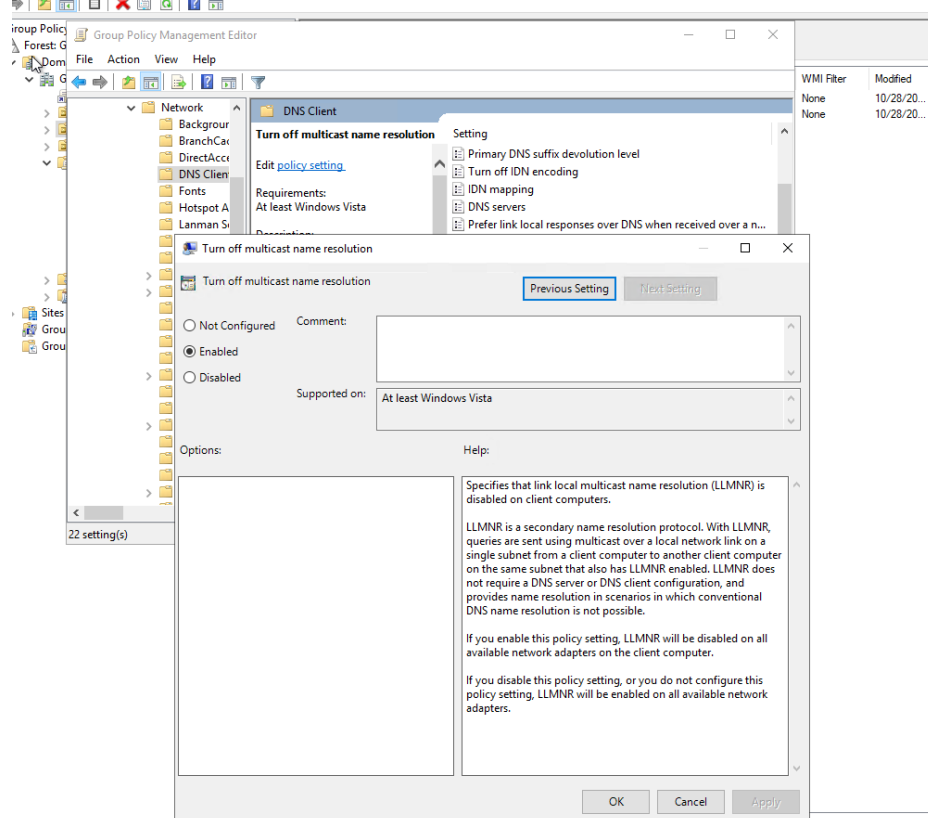 Group Policy Management Editor
File Action View Help
Forest: G
Network
BranchCac
DirectAcce
DNS Clien
Fonts
Hotspot A
Lanman S
Sites
Grou
Grou
22 setting(s)
DNS Client
Turn off multicast name resolution
Edit policy setting
Requirements:
At least Windows Vista
Description:
Setting
Primary DNS suffix devolution level
Turn off IDN encoding
IDN mapping
DNS servers
Prefer link local responses over DNS when received over a n...
WMI Filter Modified
None 10/28/20...
None 10/28/20...
Turn off multicast name resolution
Turn off multicast name resolution
Previous Setting Next Setting
Not Configured
Enabled
Disabled
Comment:
Supported on:
At least Windows Vista
Options:
Help:
Specifies that link local multicast name resolution (LLMNR) is
disabled on client computers.
LLMNR is a secondary name resolution protocol. With LLMNR,
queries are sent using multicast over a local network link on a
single subnet from a client computer to another client computer
on the same subnet that also has LLMNR enabled. LLMNR does
not require a DNS server or DNS client configuration, and
provides name resolution in scenarios in which conventional
DNS name resolution is not possible.
If you enable this policy setting, LLMNR will be disabled on all
available network adapters on the client computer.
If you disable this policy setting, or you do not configure this
policy setting, LLMNR will be enabled on all available network
adapters.
OK Cancel Apply